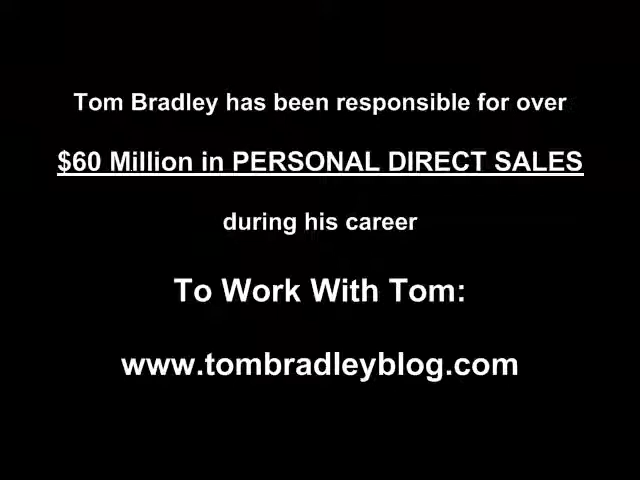 Tom Bradley has been responsible for over
$60 Million in PERSONAL DIRECT SALES
during his career
To Work With Tom:
www.tombradleyblog.com